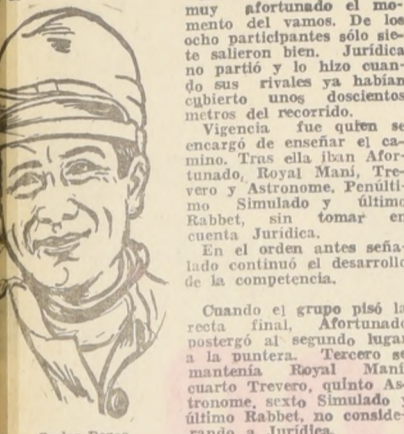 muy afortunado el mo-
mento del vamos. De los
ocho participantes sólo sie-
te salieron bien. Jurídica
no partió y lo hizo cuan-
do sus rivales ya habían
cubierto unos doscientos
metros del recorrido.
Vigencia fue quien se
encargó de enseñar el ca-
mino. Tras ella iban Afor-
tunado, Royal Maní, Tre-
vero y Astronome. Penúlti-
mo Simulado y último
Rabbet, sin tomar en
cuenta Jurídica.
En el orden antes seña-
lado continuó el desarrollo
de la competencia.
Cuando el grupo pisó la
recta final, Afortunado
postergó al segundo lugar
a la puntera. Tercero se
mantenía Royal Maní
cuarto Trevero, quinto As-
tronome, sexto Simulado y
último Rabbet, no conside-
rando a Jurídica.